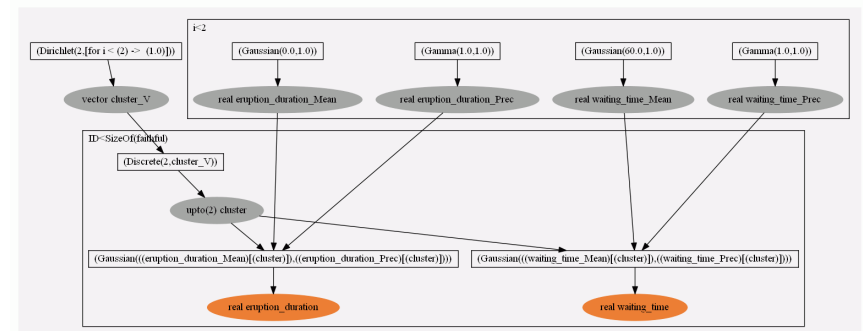 i<2
(Dirichlet(2,[for i < (2) -> (1.0)]))
(Gaussian(0.0,1.0))
(Gamma(1.0,1.0))
(Gaussian(60.0,1.0))
(Gamma(1.0,1.0))
vector cluster_V
real eruption_duration_Mean
real eruption_duration_Prec
real waiting_time_Mean
real waiting_time_Prec
ID<SizeOf(faithful)
(Discrete(2,cluster_V))
upto(2) cluster
(Gaussian(((eruption_duration_Mean)[(cluster)]),((eruption_duration_Prec)[(cluster)])))
(Gaussian(((waiting_time_Mean)[(cluster)]),((waiting_time_Prec)[(cluster)])))
real eruption_duration
real waiting_time